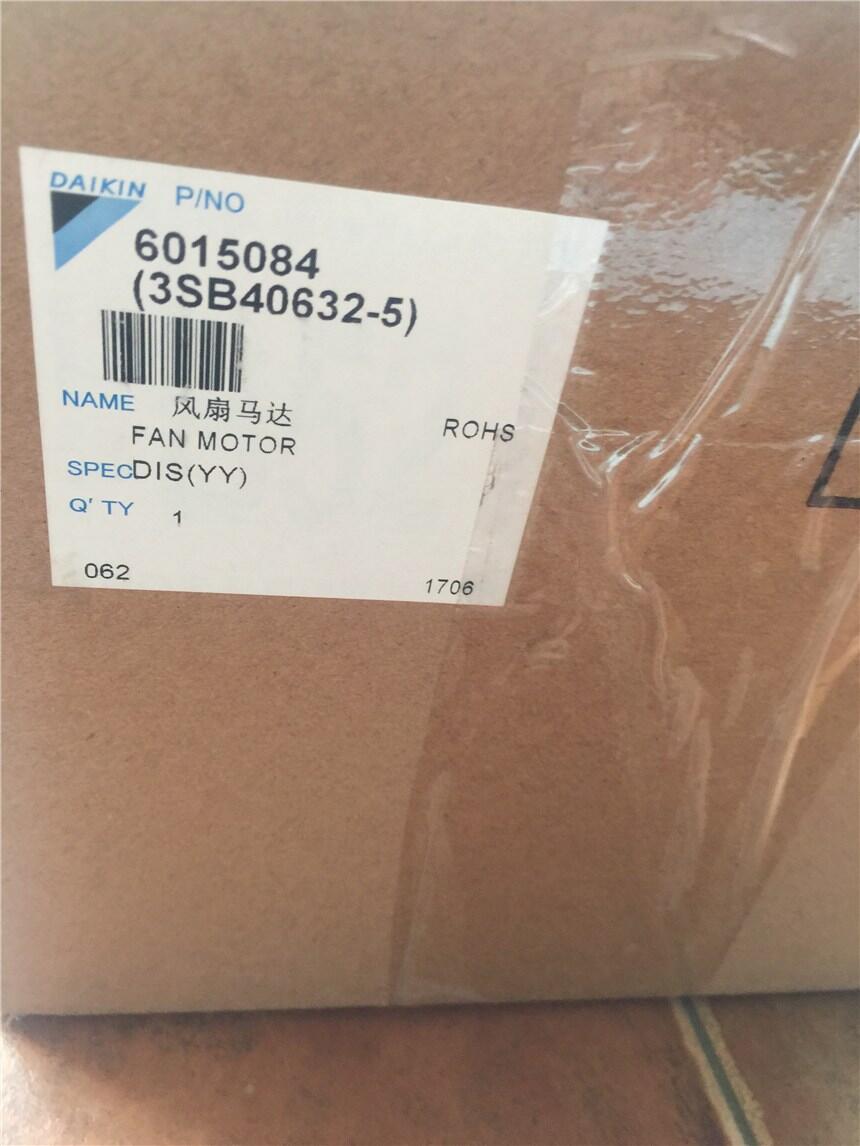 DAIKIN P/NO
6015084
(3SB40632-5)
NAME 风扇马达
FAN MOTOR ROHS
SPEC DIS(YY)
Q' TY 1
062 1706